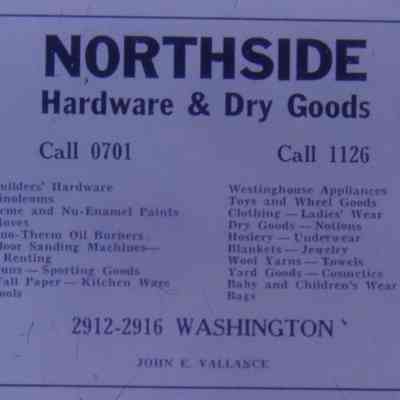 NORTHSIDE
Hardware & Dry Goods
Call 0701
Call 1126
uilders' Hardware
inoleums
cme and Nu-Enamel Paints
loves
uo-Therm Oil Burners
loor Sanding Machines—
Renting
uns — Sporting Goods
all Paper — Kitchen Ware
ools
Westinghouse Appliances
Toys and Wheel Goods
Clothing — Ladies' Wear
Dry Goods — Notions
Hosiery — Underwear
Blankets — Jewelry
Wool Yarns — Towels
Yard Goods — Cosmetics
Baby and Children's Wear
Bags
2912-2916 WASHINGTON
JOHN E. VALLANCE